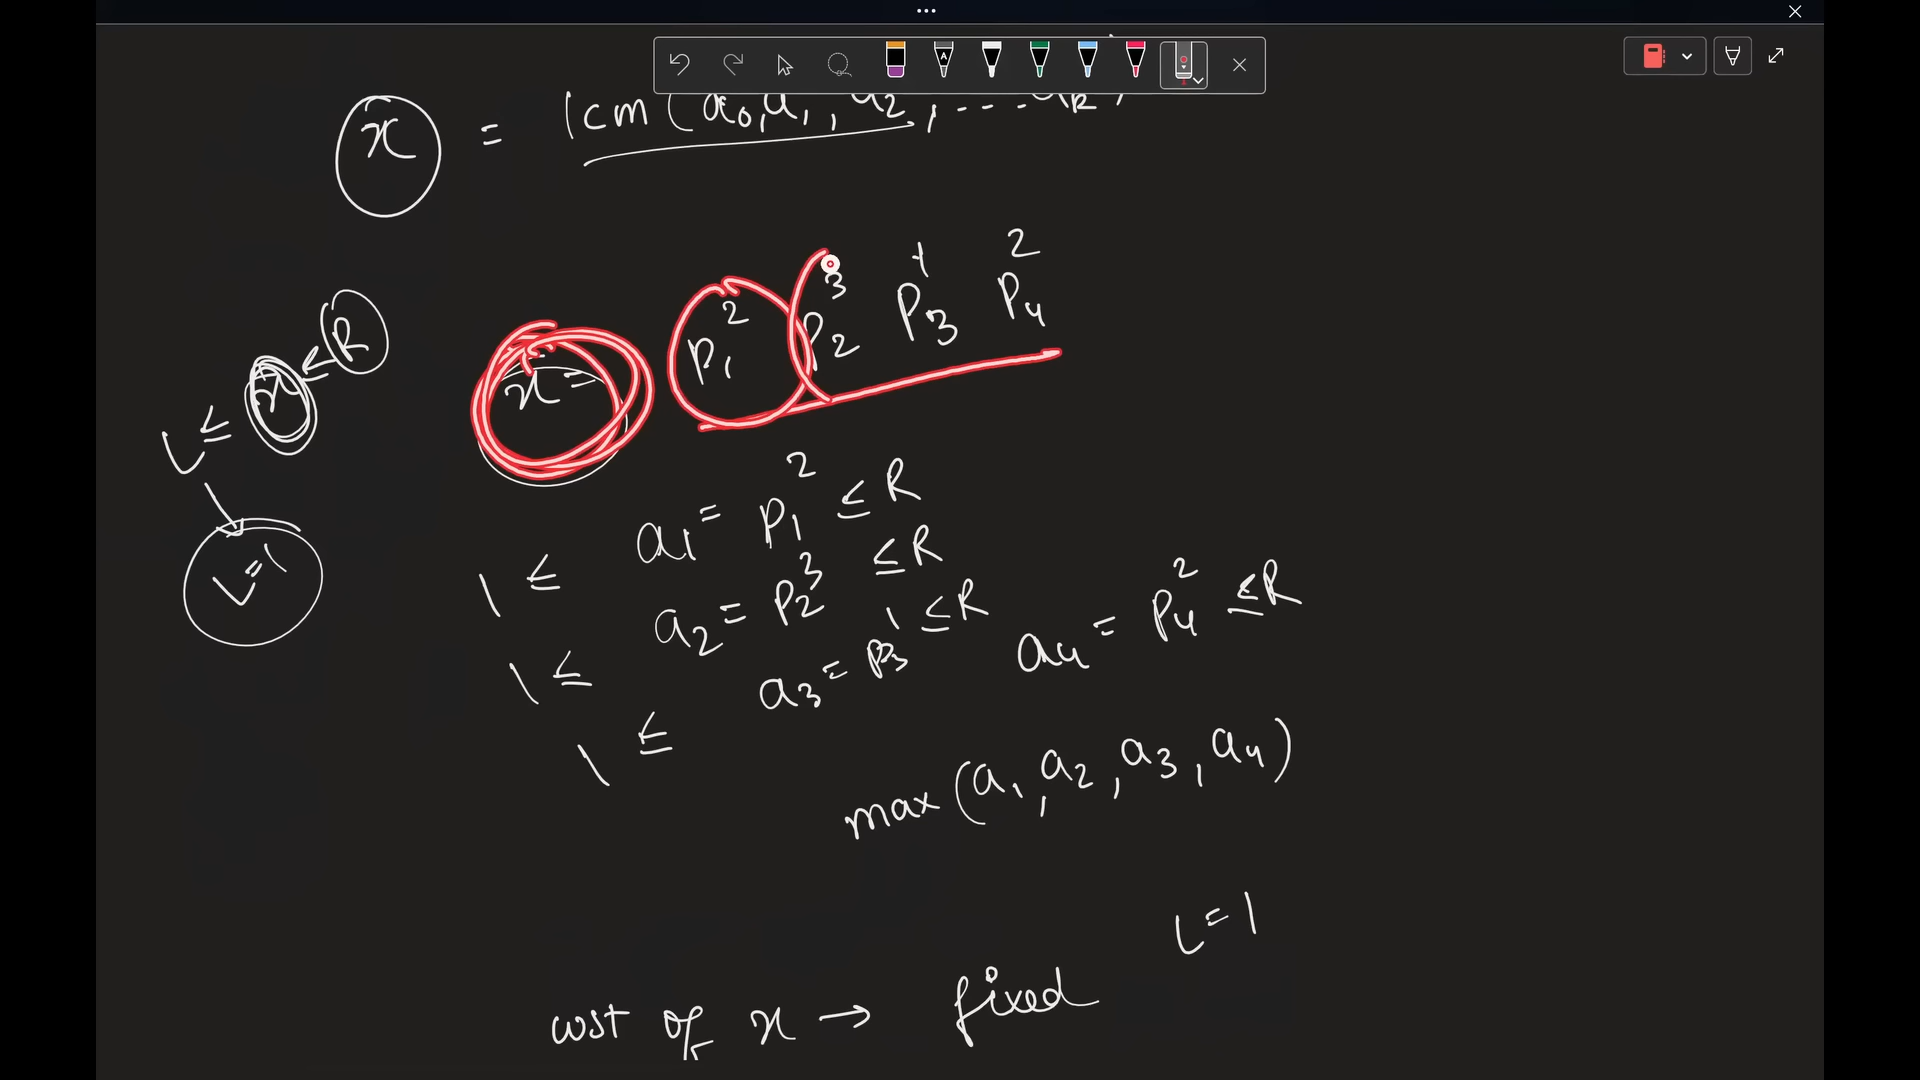 x = lcm(a0, a1, a2, ....ak)
x = p1^2 p2^3 p3^1 p4^2
L ≤ x ≤ R
L=1
1 ≤ a1 = p1^2 ≤ R
1 ≤ a2 = p2^3 ≤ R
1 ≤ a3 = p3^1 ≤ R a4 = p4^2 ≤ R
max(a1, a2, a3, a4)
L=1
cost of x → fixed